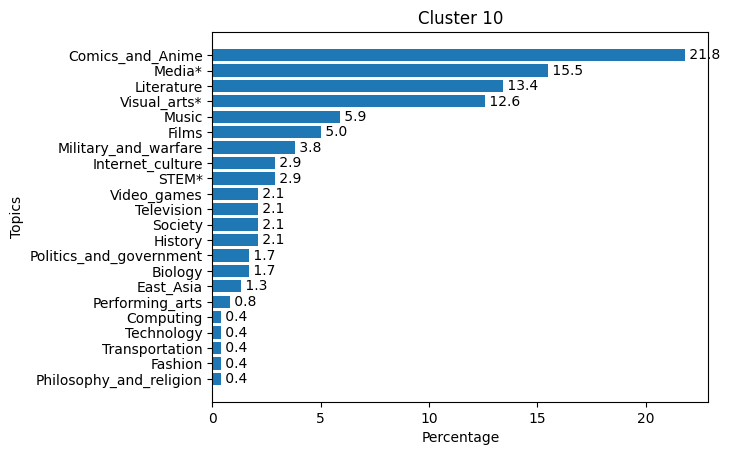 Cluster 10
Comics_and_Anime 21.8
Media* 15.5
Literature 13.4
Visual_arts* 12.6
Music 5.9
Films 5.0
Military_and_warfare 3.8
Internet_culture 2.9
STEM* 2.9
Video_games 2.1
Television 2.1
Society 2.1
History 2.1
Politics_and_government 1.7
Biology 1.7
East_Asia 1.3
Performing_arts 0.8
Computing 0.4
Technology 0.4
Transportation 0.4
Fashion 0.4
Philosophy_and_religion 0.4
0 5 10 15 20
Percentage
Topics